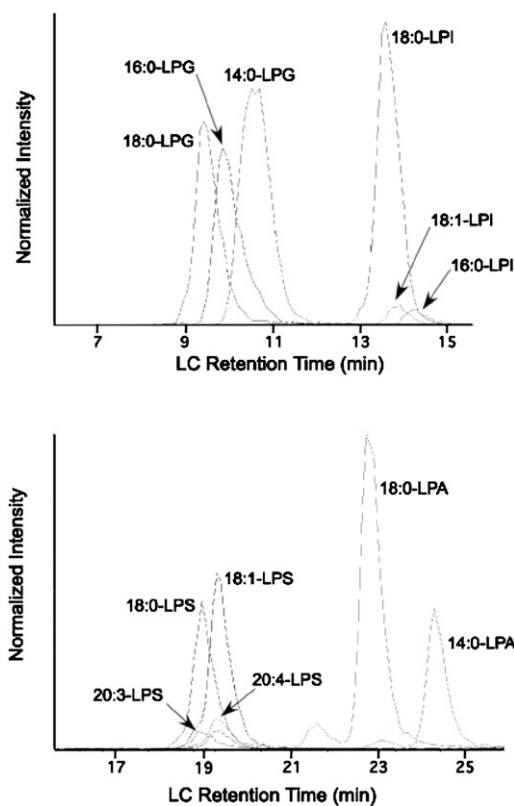 18:0-LPI
16:0-LPG
14:0-LPG
18:0-LPG
18:1-LPI
16:0-LPI
Normalized Intensity
7 9 11 13 15
LC Retention Time (min)
18:0-LPA
18:1-LPS
18:0-LPS
14:0-LPA
20:4-LPS
20:3-LPS
Normalized Intensity
17 19 21 23 25
LC Retention Time (min)